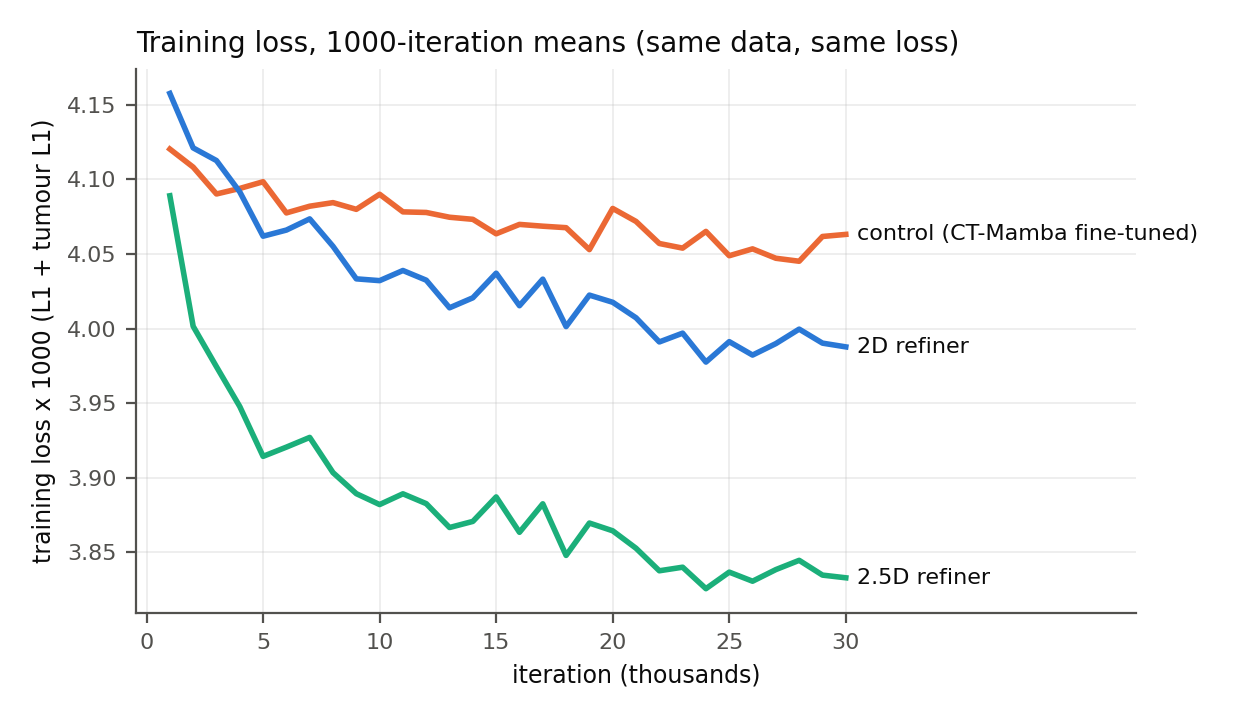 Training loss, 1000-iteration means (same data, same loss)
training loss x 1000 (L1 + tumour L1)
4.15
4.10
4.05
4.00
3.95
3.90
3.85
control (CT-Mamba fine-tuned)
2D refiner
2.5D refiner
0 5 10 15 20 25 30
iteration (thousands)